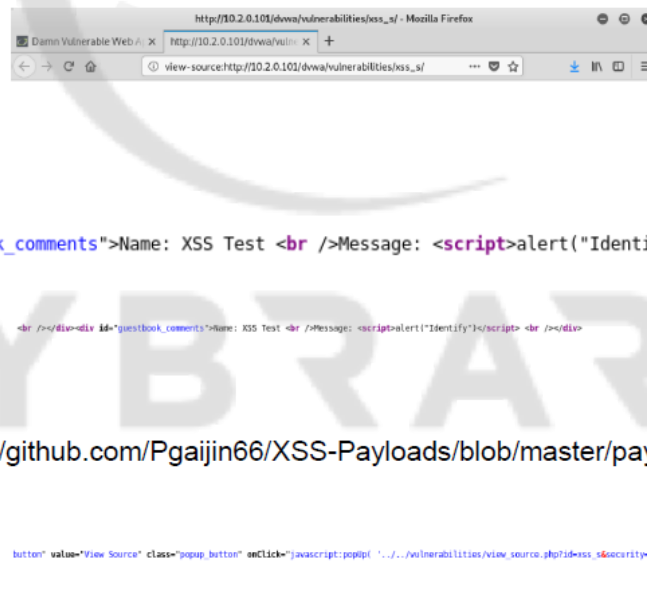 http://10.2.0.101/dvwa/vulnerabilities/xss_s/ - Mozilla Firefox
Damn Vulnerable Web A × http://10.2.0.101/dvwa/vulne × +
view-source:http://10.2.0.101/dvwa/vulnerabilities/xss_s/
k_comments">Name: XSS Test <br />Message: <script>alert("Identi
<br /></div><div id="guestbook_comments">Name: XSS Test <br />Message: <script>alert("Identify")</script> <br /></div>
YBRAR
/github.com/Pgaijin66/XSS-Payloads/blob/master/pay
button" value="View Source" class="popup_button" onClick="javascript:popUp( '../../vulnerabilities/view_source.php?id=xss_s&security=